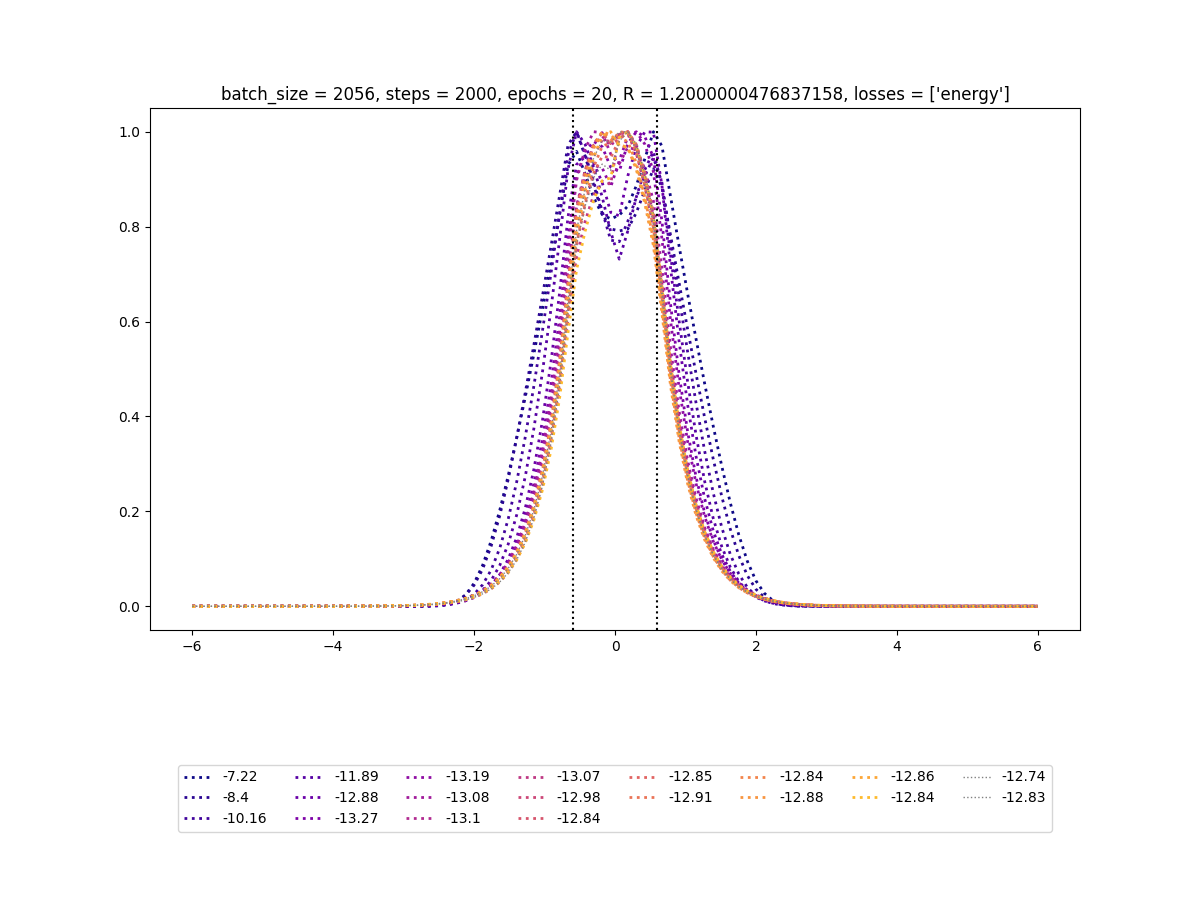 batch_size = 2056, steps = 2000, epochs = 20, R = 1.2000000476837158, losses = ['energy']
1.0
0.8
0.6
0.4
0.2
0.0
−6 −4 −2 0 2 4 6
-7.22 -11.89 -13.19 -13.07 -12.85 -12.84 -12.86 -12.74
-8.4 -12.88 -13.08 -12.98 -12.91 -12.88 -12.84 -12.83
-10.16 -13.27 -13.1 -12.84